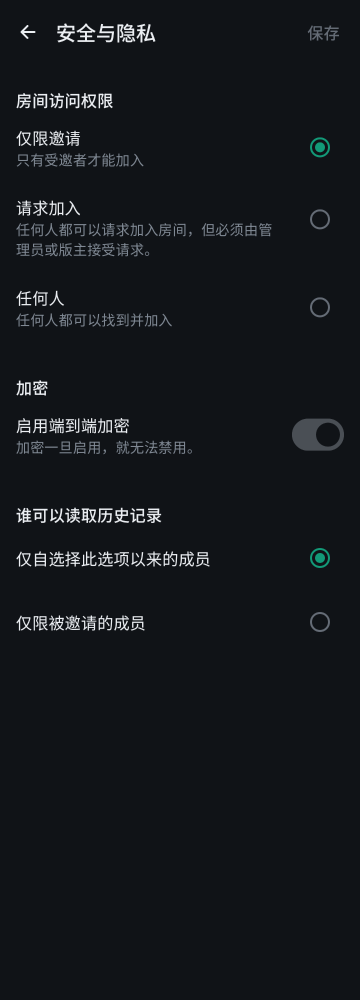 安全与隐私
保存
房间访问权限
仅限邀请
只有受邀者才能加入
请求加入
任何人都可以请求加入房间，但必须由管
理员或版主接受请求。
任何人
任何人都可以找到并加入
加密
启用端到端加密
加密一旦启用，就无法禁用。
谁可以读取历史记录
仅自选择此选项以来的成员
仅限被邀请的成员